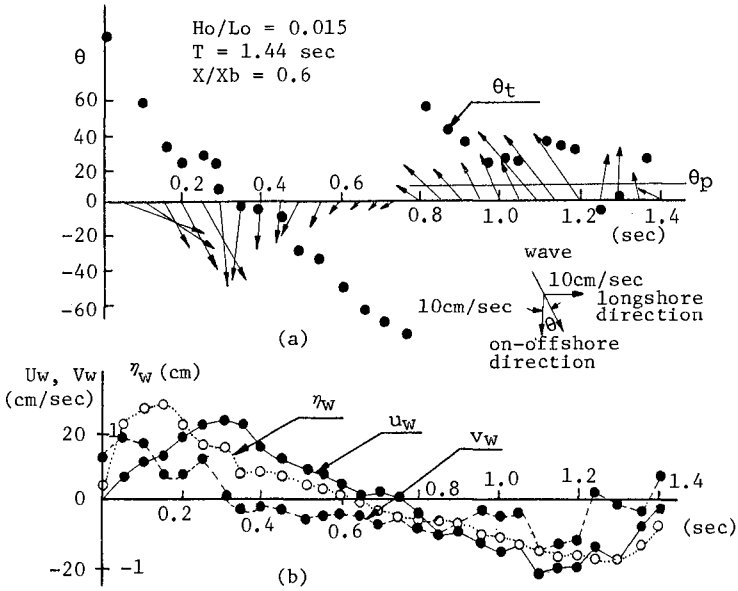 Ho/Lo = 0.015
T = 1.44 sec
X/Xb = 0.6
θ
θt
60
40
20
0
-20
-40
-60
0.2
0.4
0.6
0.8
1.0
1.2
1.4
(sec)
θp
wave
10cm/sec
10cm/sec
longshore
direction
θ
on-offshore
direction
(a)
Uw, Vw
(cm/sec)
ηw (cm)
ηw
uw
vw
20
1
0
-20
-1
0.2
0.4
0.6
0.8
1.0
1.2
1.4
(sec)
(b)